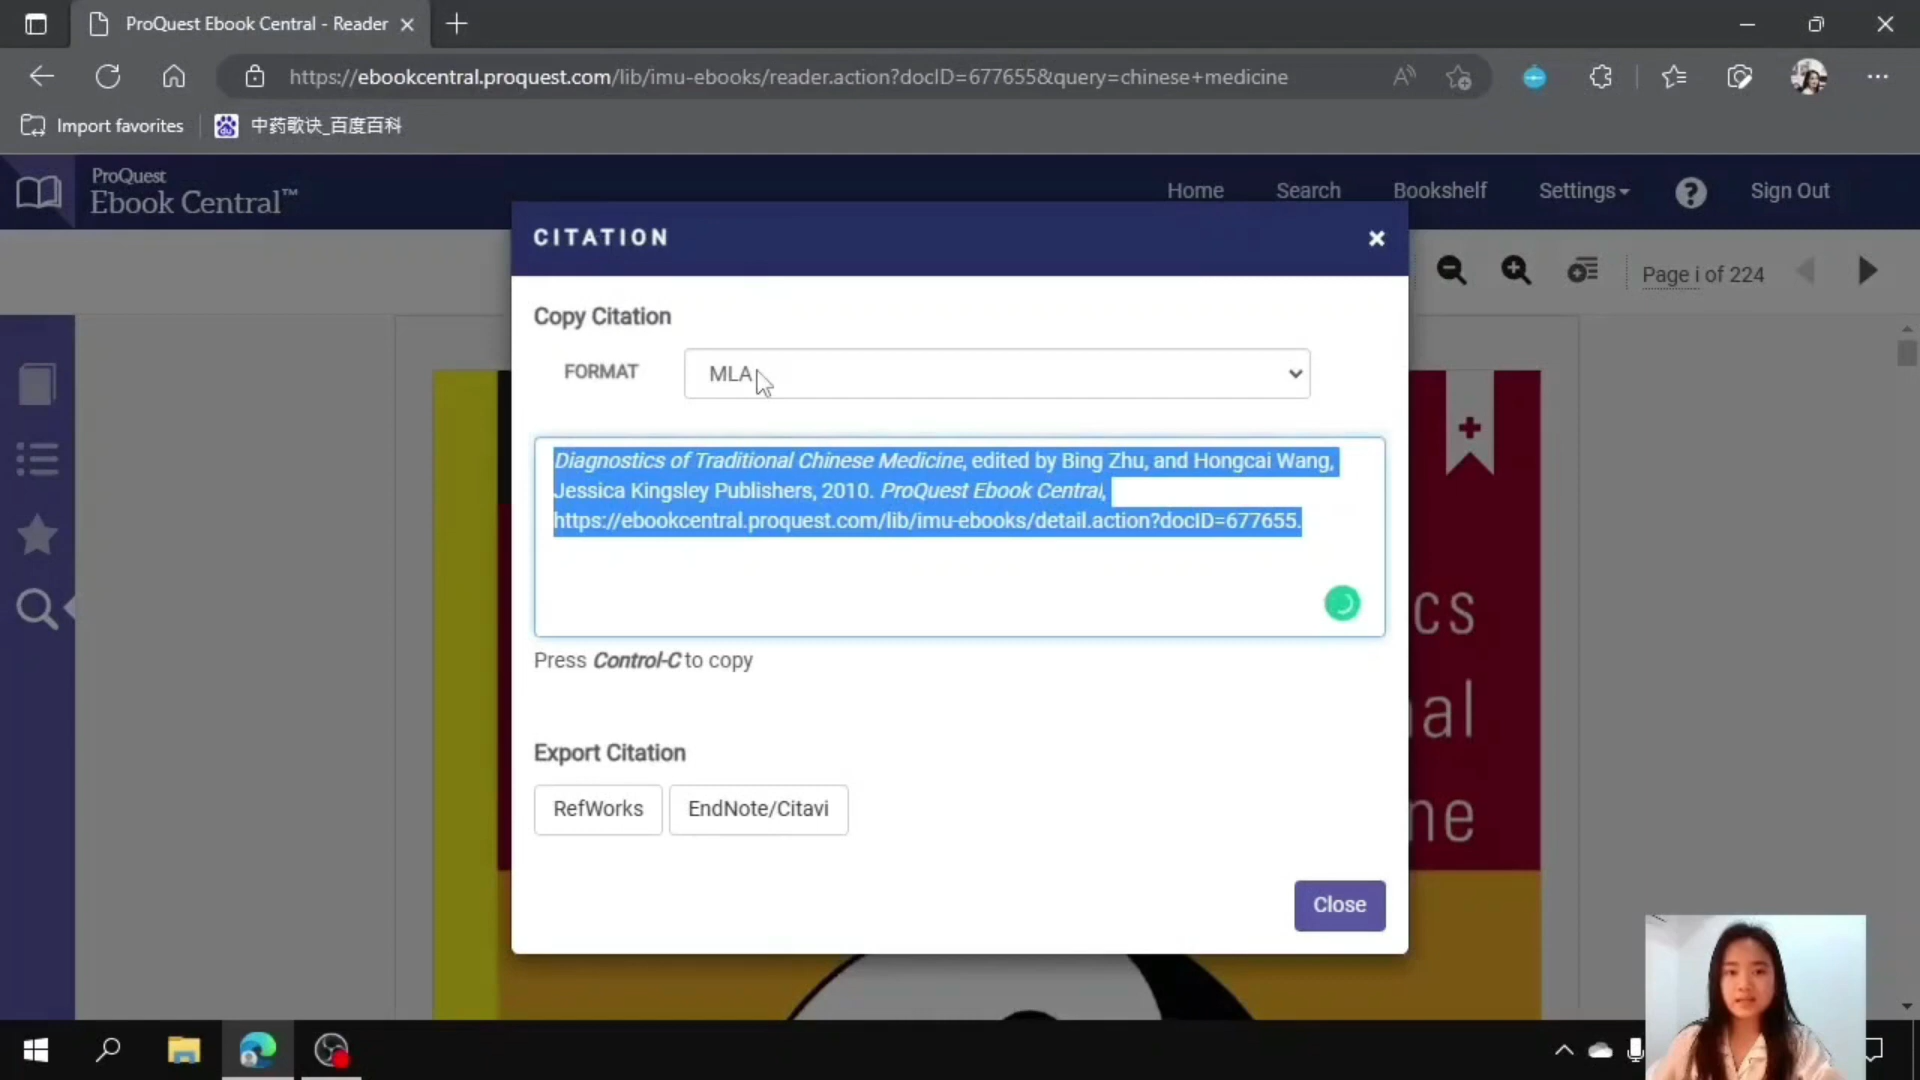 ProQuest Ebook Central - Reader
https://ebookcentral.proquest.com/lib/imu-ebooks/reader.action?docID=677655&query=chinese+medicine
Import favorites
中药歌诀_百度百科
ProQuest
Ebook Central™
Home
Search
Bookshelf
Settings
Sign Out
CITATION
Page i of 224
Copy Citation
FORMAT
MLA
Diagnostics of Traditional Chinese Medicine, edited by Bing Zhu, and Hongcai Wang,
Jessica Kingsley Publishers, 2010. ProQuest Ebook Central,
https://ebookcentral.proquest.com/lib/imu-ebooks/detail.action?docID=677655.
cs
Press Control-C to copy
al
Export Citation
RefWorks
EndNote/Citavi
ne
Close